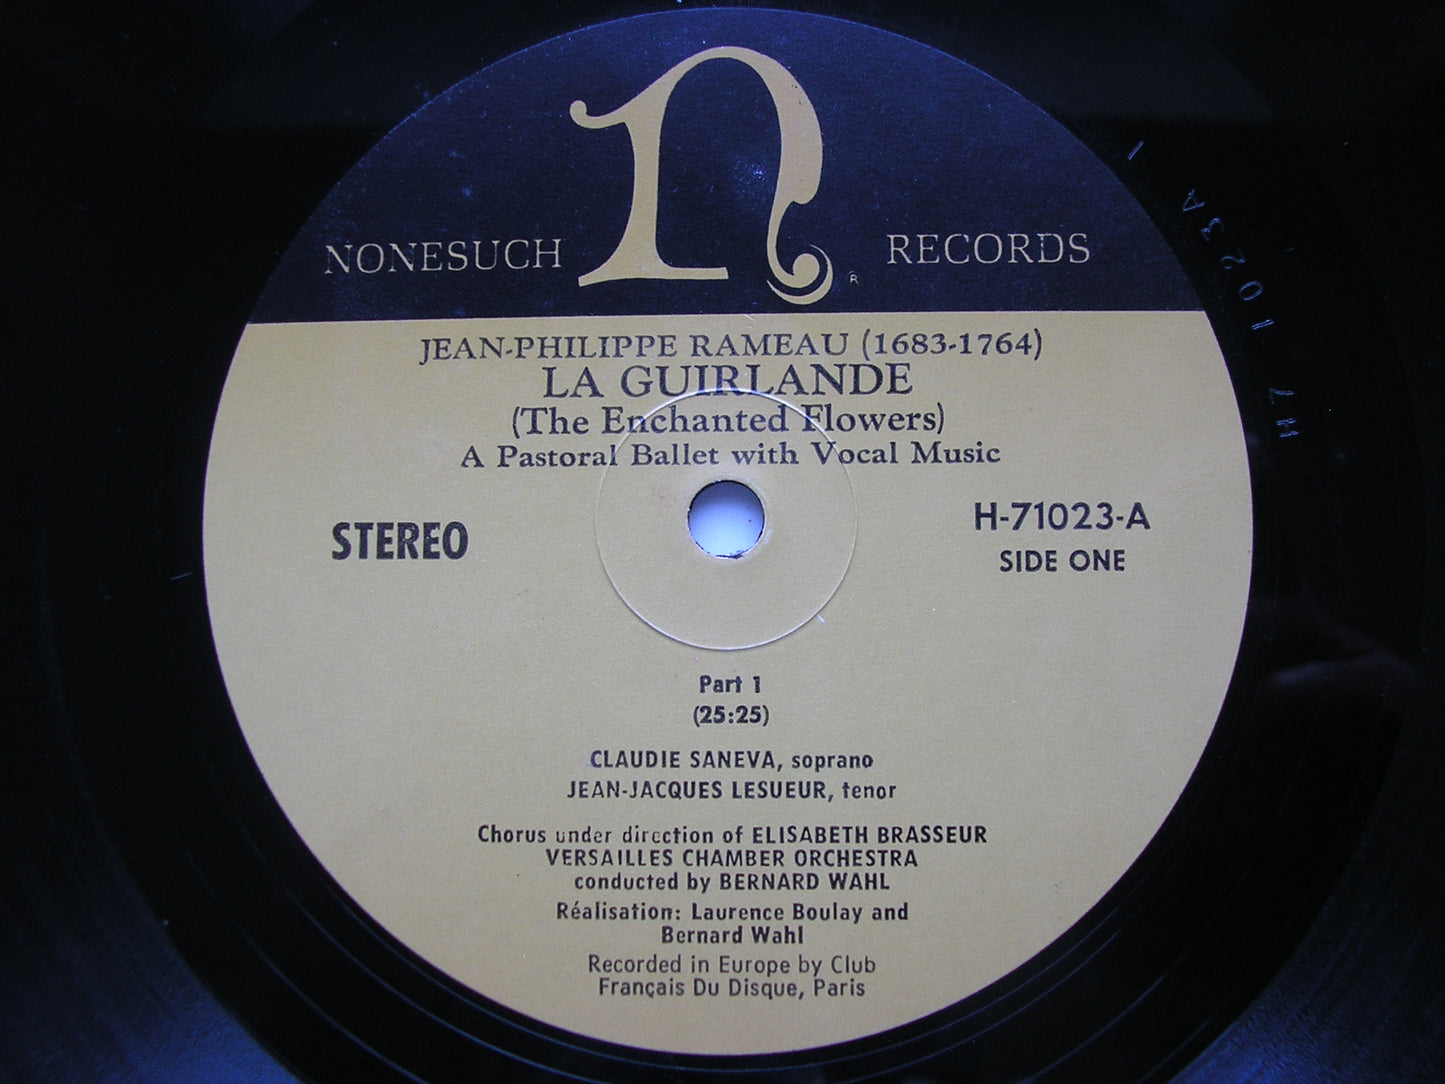 n
NONESUCH RECORDS
®
JEAN-PHILIPPE RAMEAU (1683-1764)
LA GUIRLANDE
(The Enchanted Flowers)
A Pastoral Ballet with Vocal Music
STEREO
H-71023-A
SIDE ONE
Part 1
(25:25)
CLAUDIE SANEVA, soprano
JEAN-JACQUES LESUEUR, tenor
Chorus under direction of ELISABETH BRASSEUR
VERSAILLES CHAMBER ORCHESTRA
conducted by BERNARD WAHL
Réalisation: Laurence Boulay and
Bernard Wahl
Recorded in Europe by Club
Français Du Disque, Paris